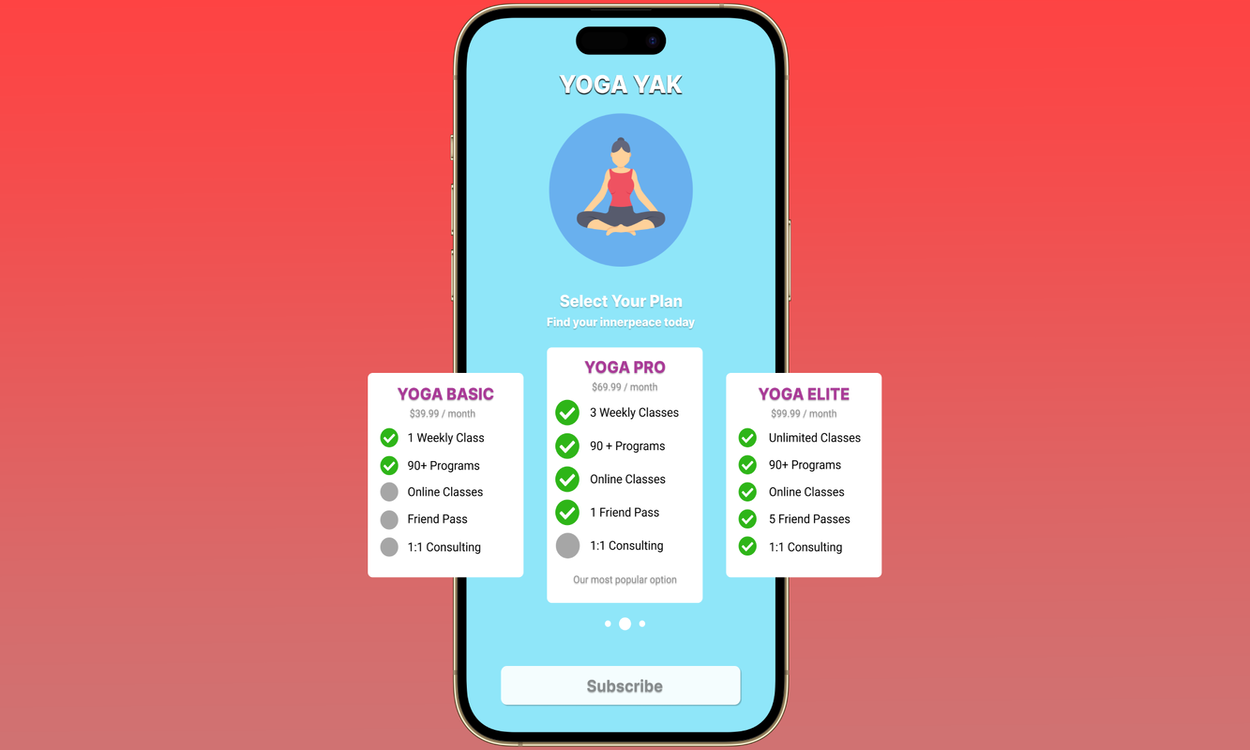 YOGA YAK
Select Your Plan
Find your innerpeace today
YOGA BASIC
$39.99 / month
1 Weekly Class
90+ Programs
Online Classes
Friend Pass
1:1 Consulting
YOGA PRO
$69.99 / month
3 Weekly Classes
90 + Programs
Online Classes
1 Friend Pass
1:1 Consulting
Our most popular option
YOGA ELITE
$99.99 / month
Unlimited Classes
90+ Programs
Online Classes
5 Friend Passes
1:1 Consulting
Subscribe